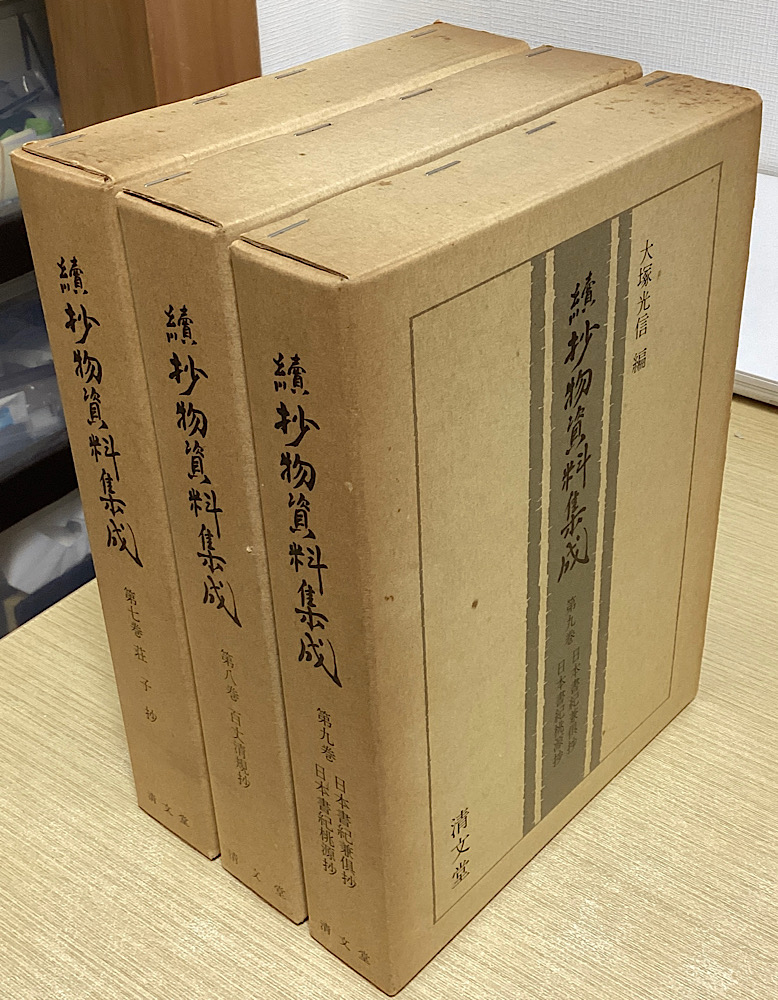 續抄物資料集成
第七巻 荘子抄
清文堂
續抄物資料集成
第八巻 百丈清規抄
清文堂
續抄物資料集成
第九巻 日本書紀兼倶抄
日本書紀桃源抄
清文堂
大塚光信 編
續抄物資料集成
第九巻 日本書紀兼倶抄
日本書紀桃源抄
清文堂